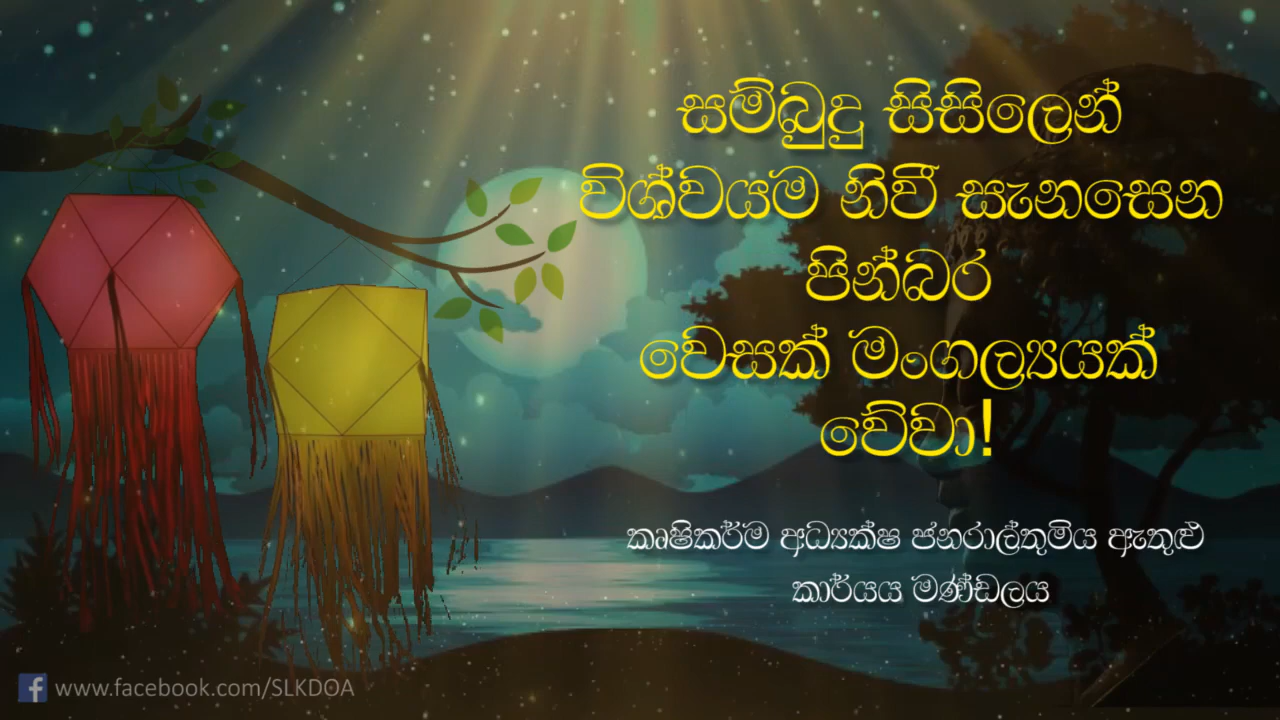 සම්බුදු සිසිලෙන්
විශ්වයම නිවී සැනසෙන
පින්බර
වෙසක් මංගල්‍යයක්
වේවා!
කෘෂිකර්ම අධ්‍යක්ෂ ජනරාල්තුමිය ඇතුළු
කාර්යය මණ්ඩලය
www.facebook.com/SLKDOA